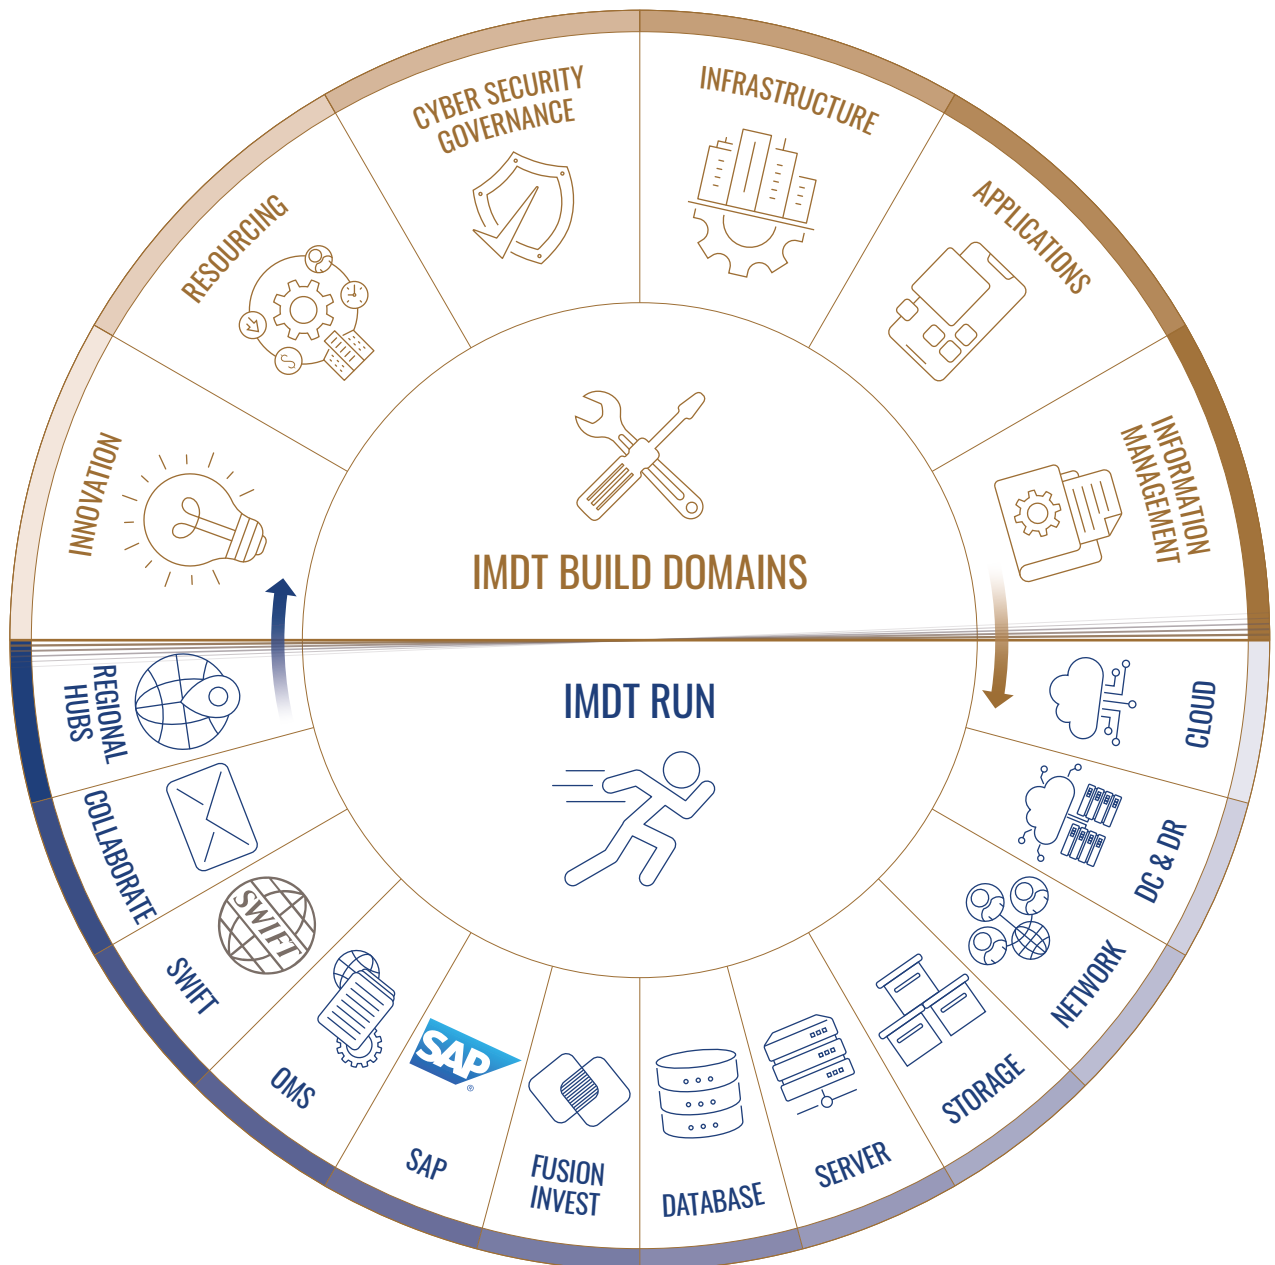 CYBER SECURITY
GOVERNANCE
INFRASTRUCTURE
RESOURCING
APPLICATIONS
INNOVATION
INFORMATION
MANAGEMENT
IMDT BUILD DOMAINS
IMDT RUN
REGIONAL
HUBS
CLOUD
COLLABORATE
DC & DR
SWIFT
SWIFT
NETWORK
OMS
STORAGE
SAP
®
SAP
SERVER
FUSION
INVEST
DATABASE